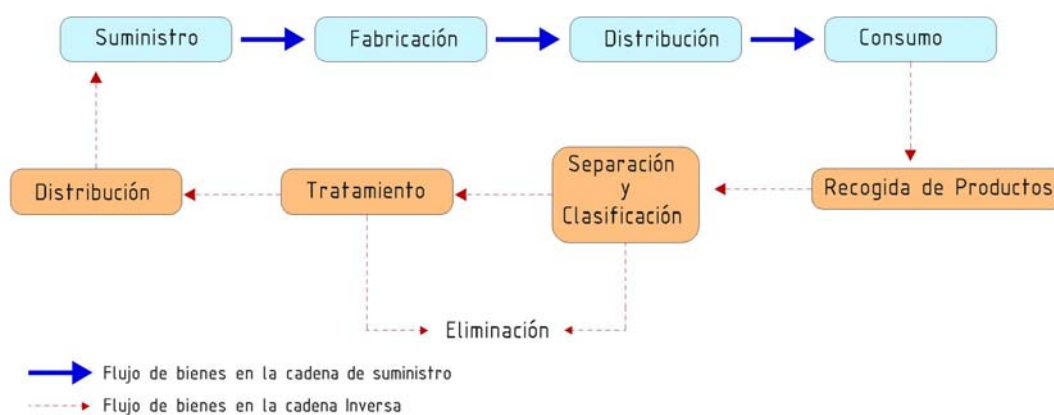 Suministro
Fabricación
Distribución
Consumo
Distribución
Tratamiento
Separación
y
Clasificación
Recogida de Productos
Eliminación
Flujo de bienes en la cadena de suministro
Flujo de bienes en la cadena Inversa